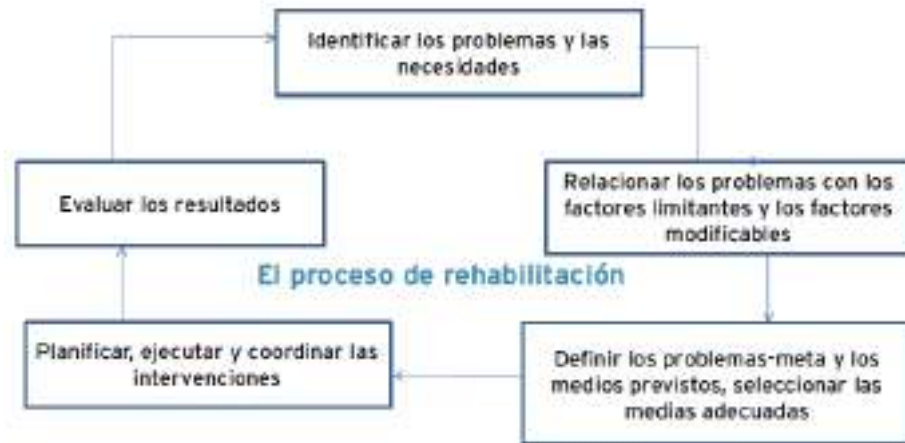 Identificar los problemas y las
necesidades
Relacionar los problemas con los
factores limitantes y los factores
modificables
Evaluar los resultados
El proceso de rehabilitación
Planificar, ejecutar y coordinar las
intervenciones
Definir los problemas-meta y los
medios previstos, seleccionar las
medias adecuadas